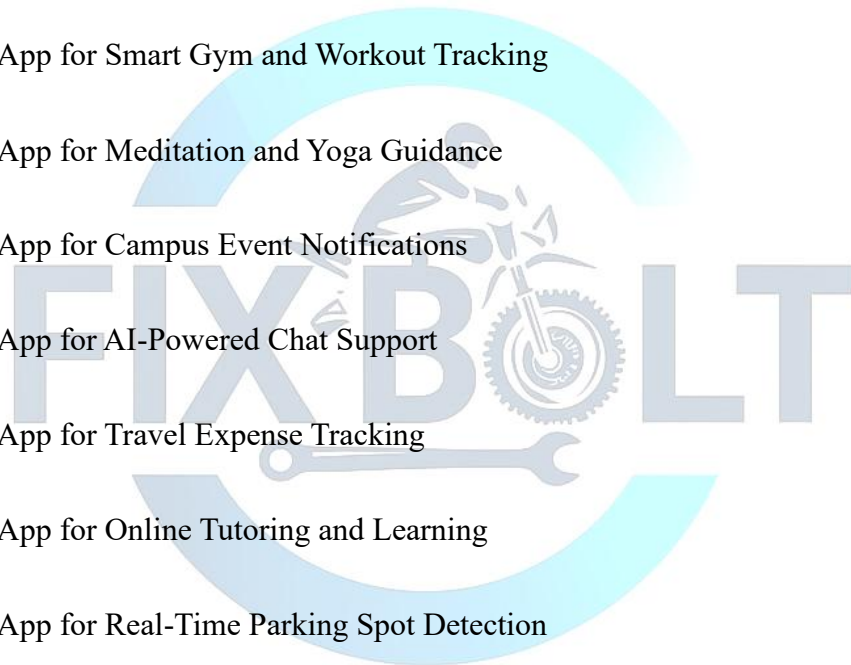 App for Smart Gym and Workout Tracking
App for Meditation and Yoga Guidance
App for Campus Event Notifications
FIXBOLT
App for AI-Powered Chat Support
App for Travel Expense Tracking
App for Online Tutoring and Learning
App for Real-Time Parking Spot Detection